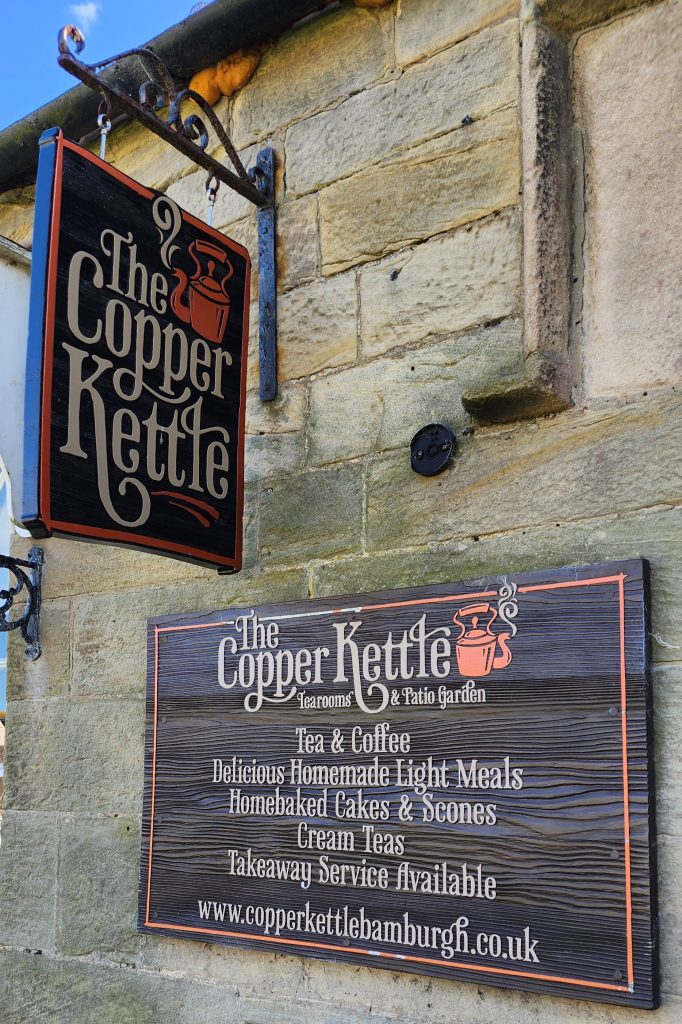 The
Copper
Kettle
The
Copper Kettle
Tearooms & Patio Garden
Tea & Coffee
Delicious Homemade Light Meals
Homebaked Cakes & Scones
Cream Teas
Takeaway Service Available
www.copperkettlebamburgh.co.uk